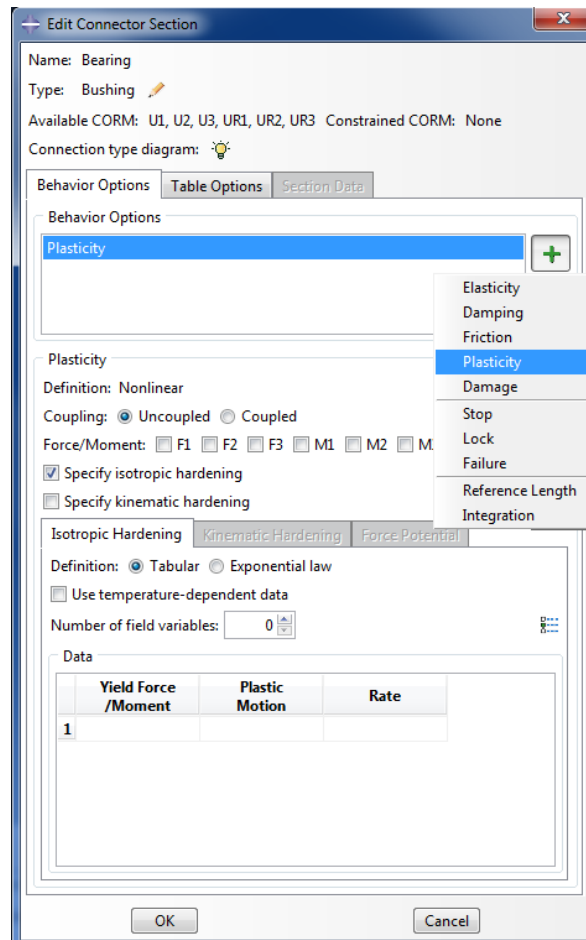 Edit Connector Section
x
Name: Bearing
Type: Bushing
Available CORM: U1, U2, U3, UR1, UR2, UR3 Constrained CORM: None
Connection type diagram:
Behavior Options Table Options Section Data
Behavior Options
Plasticity
Elasticity
Damping
Friction
Plasticity
Damage
Stop
Lock
Failure
Reference Length
Integration
Plasticity
Definition: Nonlinear
Coupling: Uncoupled Coupled
Force/Moment: F1 F2 F3 M1 M2
Specify isotropic hardening
Specify kinematic hardening
Isotropic Hardening Kinematic Hardening Force Potential
Definition: Tabular Exponential law
Use temperature-dependent data
Number of field variables: 0
Data
Yield Force
/Moment
Plastic
Motion
Rate
1
OK Cancel